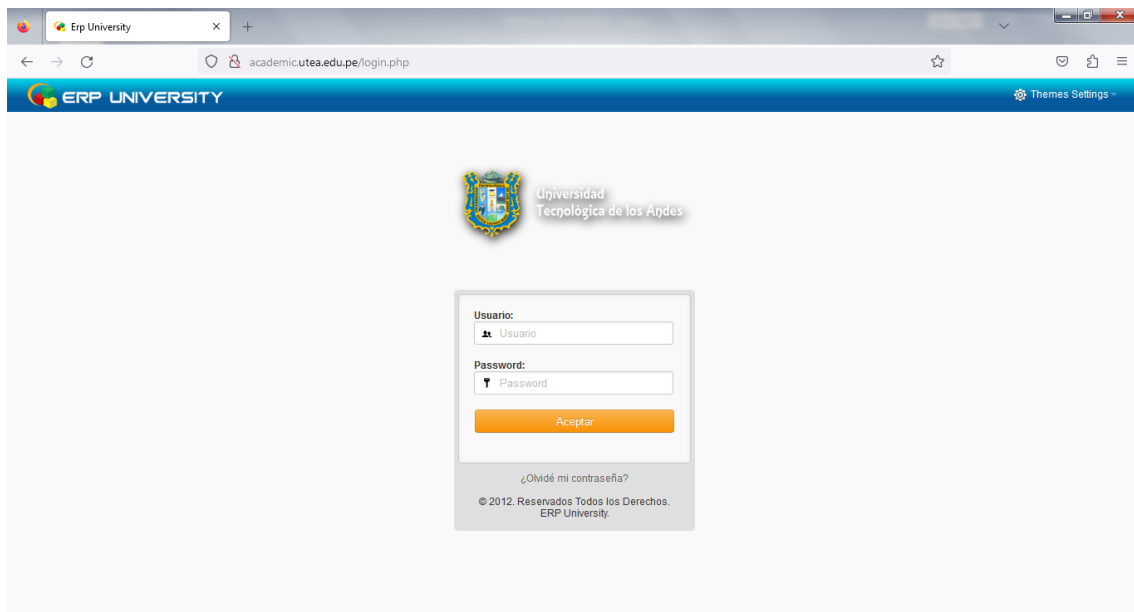 Erp University
academic.utea.edu.pe/login.php
ERP UNIVERSITY
Themes Settings
Universidad
Tecnológica de los Andes
Usuario:
Usuario
Password:
Password
Aceptar
¿Olvidé mi contraseña?
© 2012. Reservados Todos los Derechos.
ERP University.